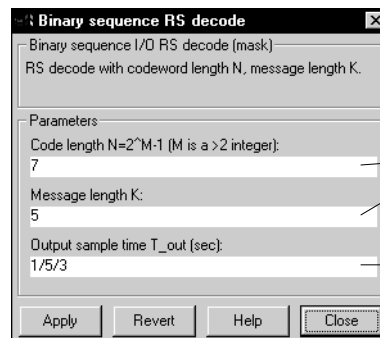 Binary sequence RS decode
Binary sequence I/O RS decode (mask)
RS decode with codeword length N, message length K.
Parameters
Code length N=2^M-1 (M is a >2 integer):
7
Message length K:
5
Output sample time T_out (sec):
1/5/3
Apply Revert Help Close